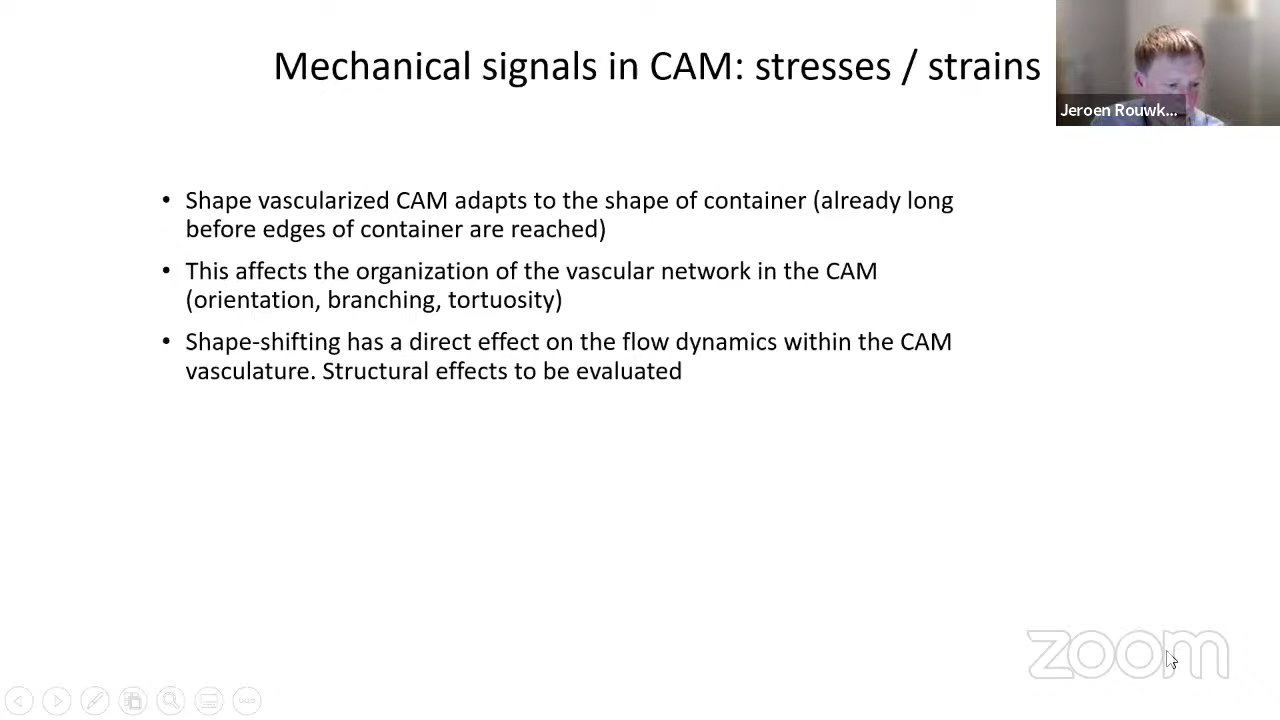 Mechanical signals in CAM: stresses / strains
Jeroen Rouwk...
• Shape vascularized CAM adapts to the shape of container (already long
before edges of container are reached)
• This affects the organization of the vascular network in the CAM
(orientation, branching, tortuosity)
• Shape-shifting has a direct effect on the flow dynamics within the CAM
vasculature. Structural effects to be evaluated
zoom